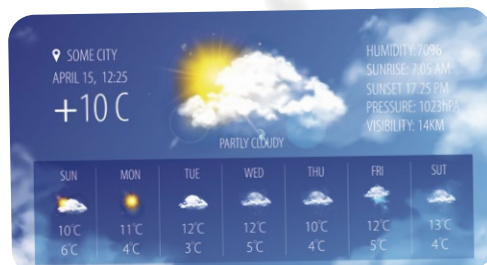 SOME CITY
APRIL 15, 12:25
+10 C
HUMIDITY: 7096
SUNRISE: 7.05 AM
SUNSET 17.25 PM
PRESSURE: 1023hPA
VISIBILITY: 14KM
PARTLY CLOUDY
SUN MON TUE WED THU FRI SUT
10°C 11°C 12°C 12°C 10°C 12°C 13°C
6°C 4°C 3°C 5°C 4°C 5°C 4°C